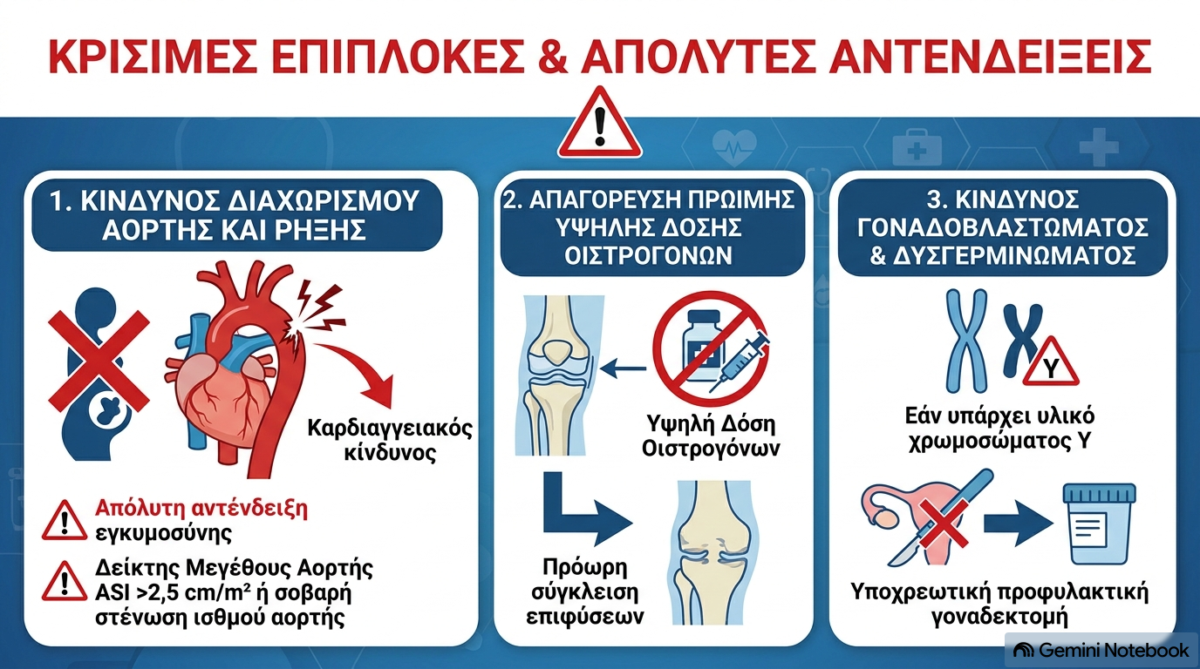 ΚΡΙΣΙΜΕΣ ΕΠΙΠΛΟΚΕΣ & ΑΠΟΛΥΤΕΣ ΑΝΤΕΝΔΕΙΞΕΙΣ
1. ΚΙΝΔΥΝΟΣ ΔΙΑΧΩΡΙΣΜΟΥ
ΑΟΡΤΗΣ ΚΑΙ ΡΗΞΗΣ
Καρδιαγγειακός
κίνδυνος
Απόλυτη αντένδειξη
εγκυμοσύνης
Δείκτης Μεγέθους Αορτής
ASI >2,5 cm/m² ή σοβαρή
στένωση ισθμού αορτής
2. ΑΠΑΓΟΡΕΥΣΗ ΠΡΩΙΜΗΣ
ΥΨΗΛΗΣ ΔΟΣΗΣ
ΟΙΣΤΡΟΓΟΝΩΝ
Υψηλή Δόση
Οιστρογόνων
Πρόωρη
σύγκλειση
επιφύσεων
3. ΚΙΝΔΥΝΟΣ
ΓΟΝΑΔΟΒΛΑΣΤΩΜΑΤΟΣ
& ΔΥΣΓΕΡΜΙΝΩΜΑΤΟΣ
Y
Εάν υπάρχει υλικό
χρωμοσώματος Υ
Υποχρεωτική προφυλακτική
γοναδεκτομή
Gemini Notebook